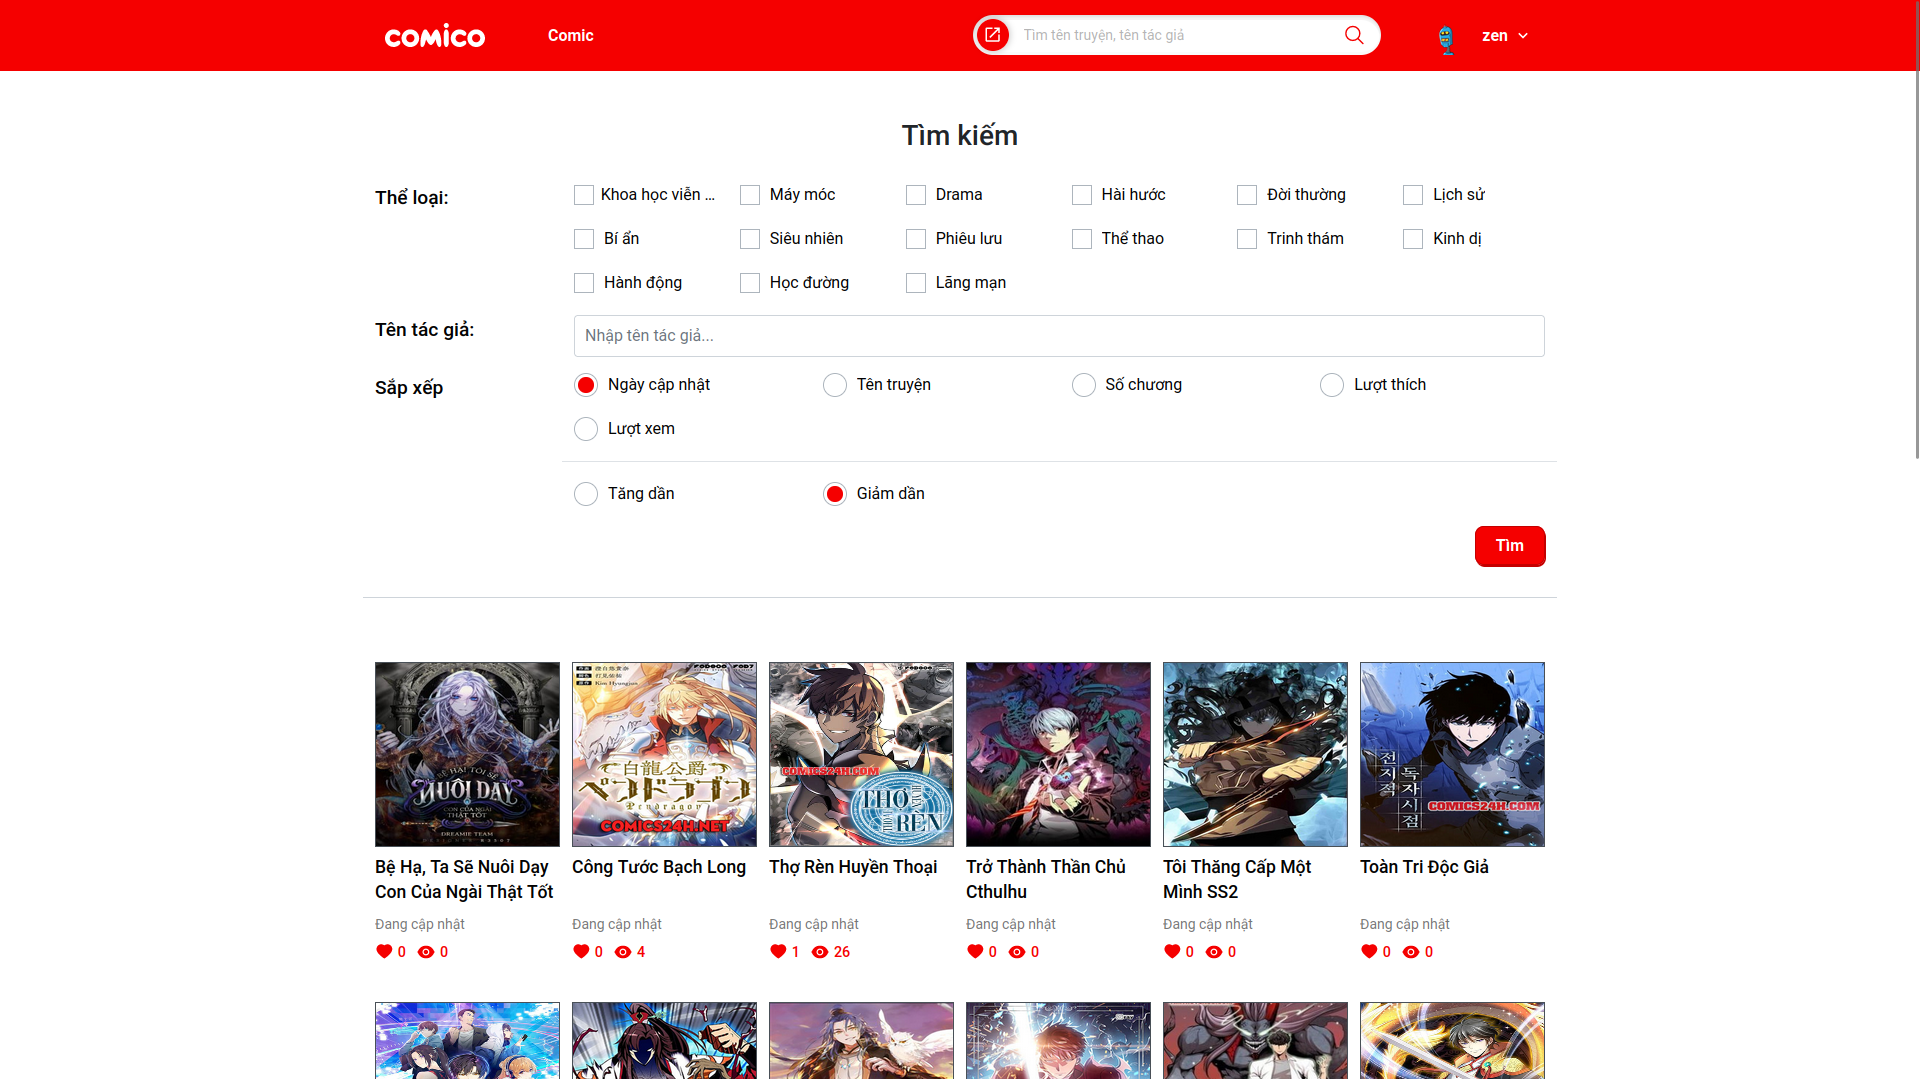 comico
Comic
Tìm tên truyện, tên tác giả
zen
Tìm kiếm
Thể loại:
Khoa học viễn ...
Máy móc
Drama
Hài hước
Đời thường
Lịch sử
Bí ẩn
Siêu nhiên
Phiêu lưu
Thể thao
Trinh thám
Kinh dị
Hành động
Học đường
Lãng mạn
Tên tác giả:
Nhập tên tác giả...
Sắp xếp
Ngày cập nhật
Tên truyện
Số chương
Lượt thích
Lượt xem
Tăng dần
Giảm dần
Tìm
BỆ HẠ! TÔI SẼ
NUÔI DẠY
CON CỦA NGÀI
THẬT TỐT
DREAMIE TEAM
Kim Hyungjun
白龍公爵
ペンドラゴン
Pendragon
COMICS24H.NET
COMICS24H.COM
THỢ RÈN
HUYỀN THOẠI
전지적
독자시점
COMICS24H.COM
Bệ Hạ, Ta Sẽ Nuôi Dạy
Con Của Ngài Thật Tốt
Đang cập nhật
0 0
Công Tước Bạch Long
Đang cập nhật
0 4
Thợ Rèn Huyền Thoại
Đang cập nhật
1 26
Trở Thành Thần Chủ
Cthulhu
Đang cập nhật
0 0
Tôi Thăng Cấp Một
Mình SS2
Đang cập nhật
0 0
Toàn Tri Độc Giả
Đang cập nhật
0 0